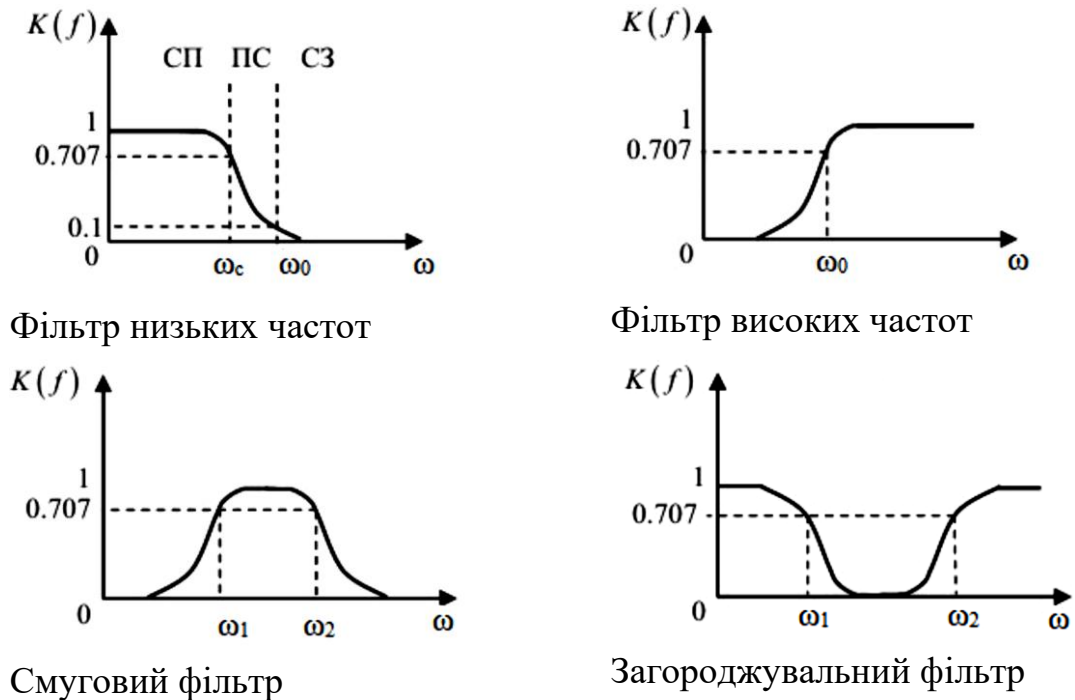 K(f)
СП ПС СЗ
1
0.707
0.1
0
ωc ω0 ω
Фільтр низьких частот
K(f)
1
0.707
0
ω0 ω
Фільтр високих частот
K(f)
1
0.707
0
ω1 ω2 ω
Смуговий фільтр
K(f)
1
0.707
0
ω1 ω2 ω
Загороджувальний фільтр